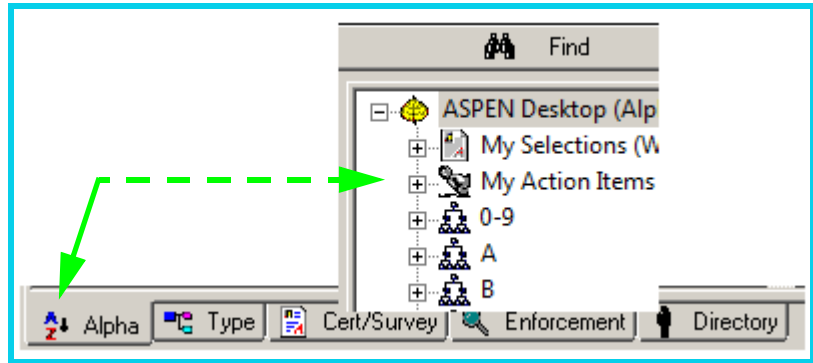 Find
ASPEN Desktop (Alp
My Selections (W
My Action Items
0-9
A
B
Alpha Type Cert/Survey Enforcement Directory